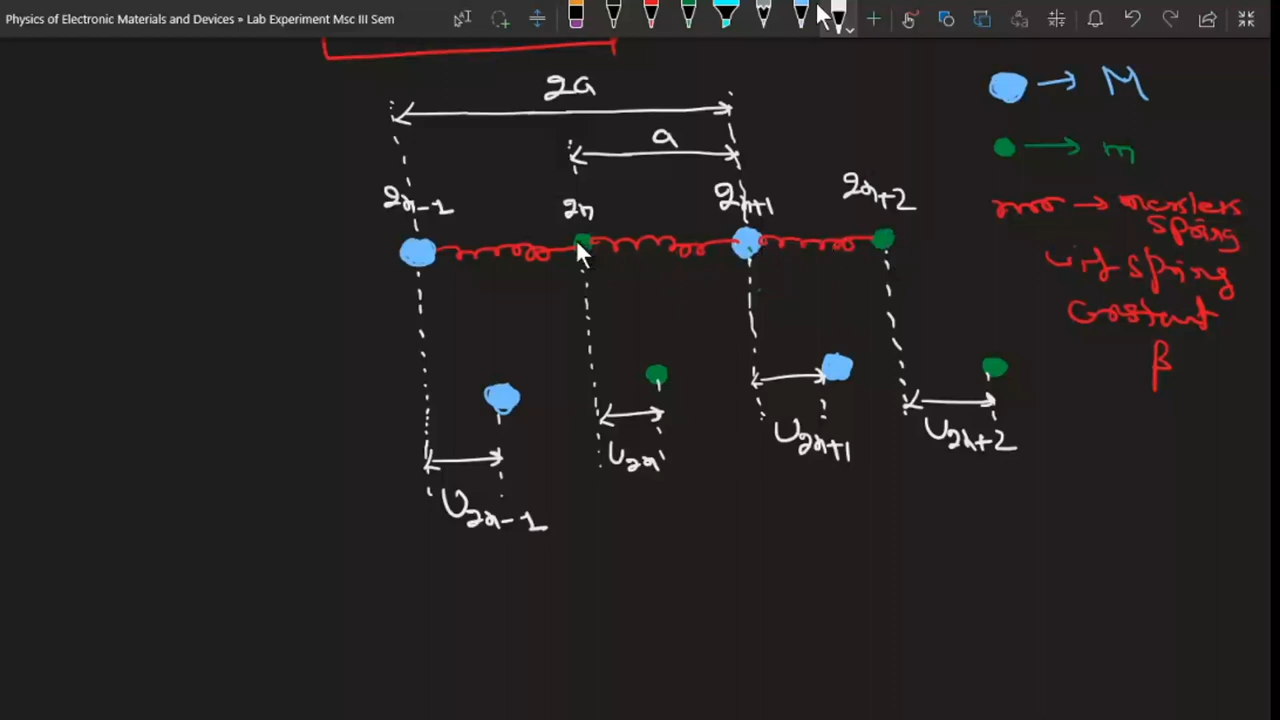 Physics of Electronic Materials and Devices » Lab Experiment Msc III Sem
2a
a
2n-1
2n
2n+1
2n+2
→ M
→ m
→ massless
spring
with spring
constant
β
U2n-1
U2n
U2n+1
U2n+2